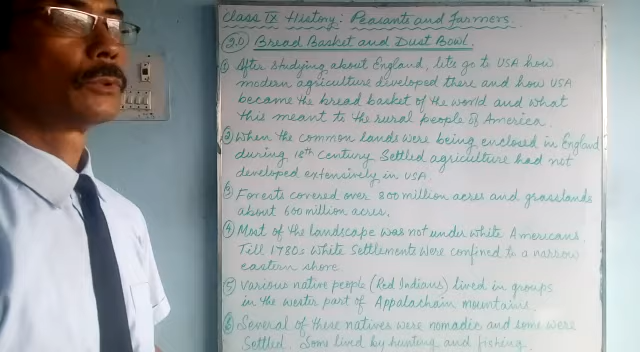 Class IX History: Peasants and Farmers.
2.0 Bread Basket and Dust Bowl.
① After studying about England, lets go to USA how
modern agriculture developed there and how USA
became the bread basket of the world and what
this meant to the rural people of America.
② When the common lands were being enclosed in England
during 18th Century Settled agriculture had not
developed extensively in USA.
③ Forests covered over 800 million acres and grasslands
about 600 million acres.
④ Most of the landscape was not under white Americans.
Till 1780s White Settlements were confined to a narrow
eastern shore.
⑤ Various native people (Red Indians) lived in groups
in the wester part of Appalachain mountains.
⑥ Several of these natives were nomadic and some were
Settled. Some lived by hunting and fishing.